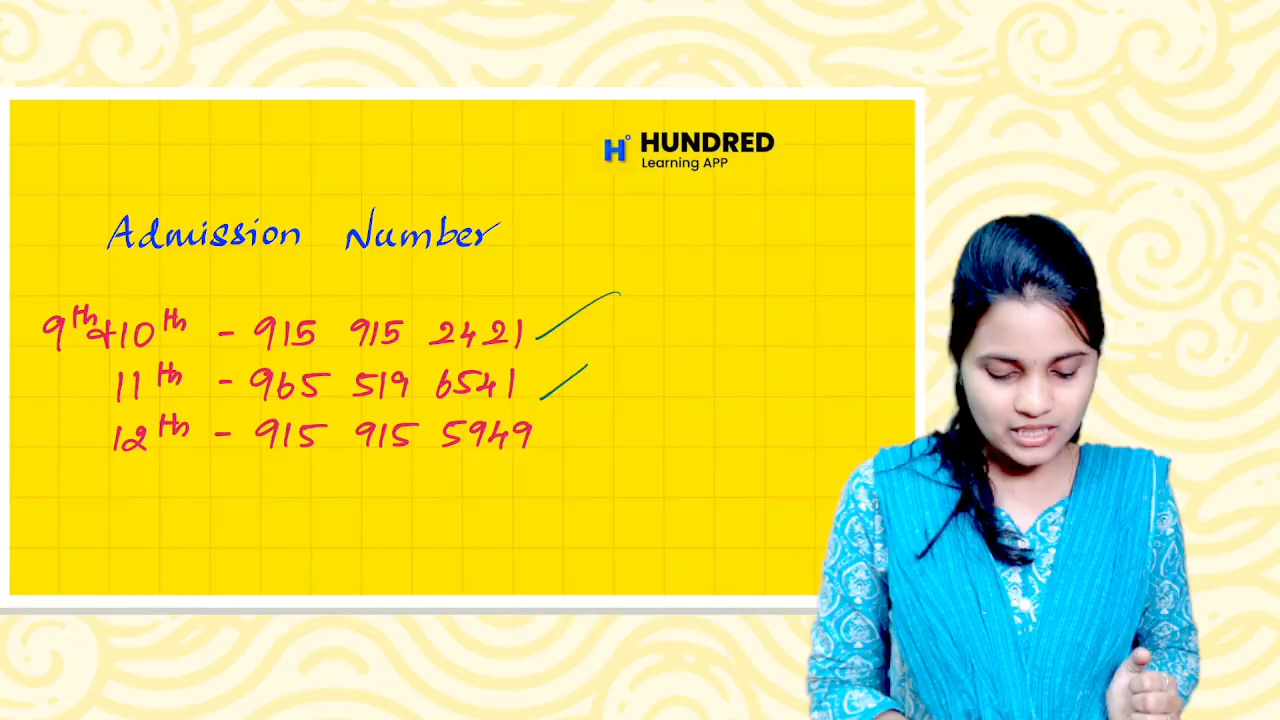 H° HUNDRED
Learning APP
Admission Number
9th & 10th - 915 915 2421
11th - 965 519 6541
12th - 915 915 5949